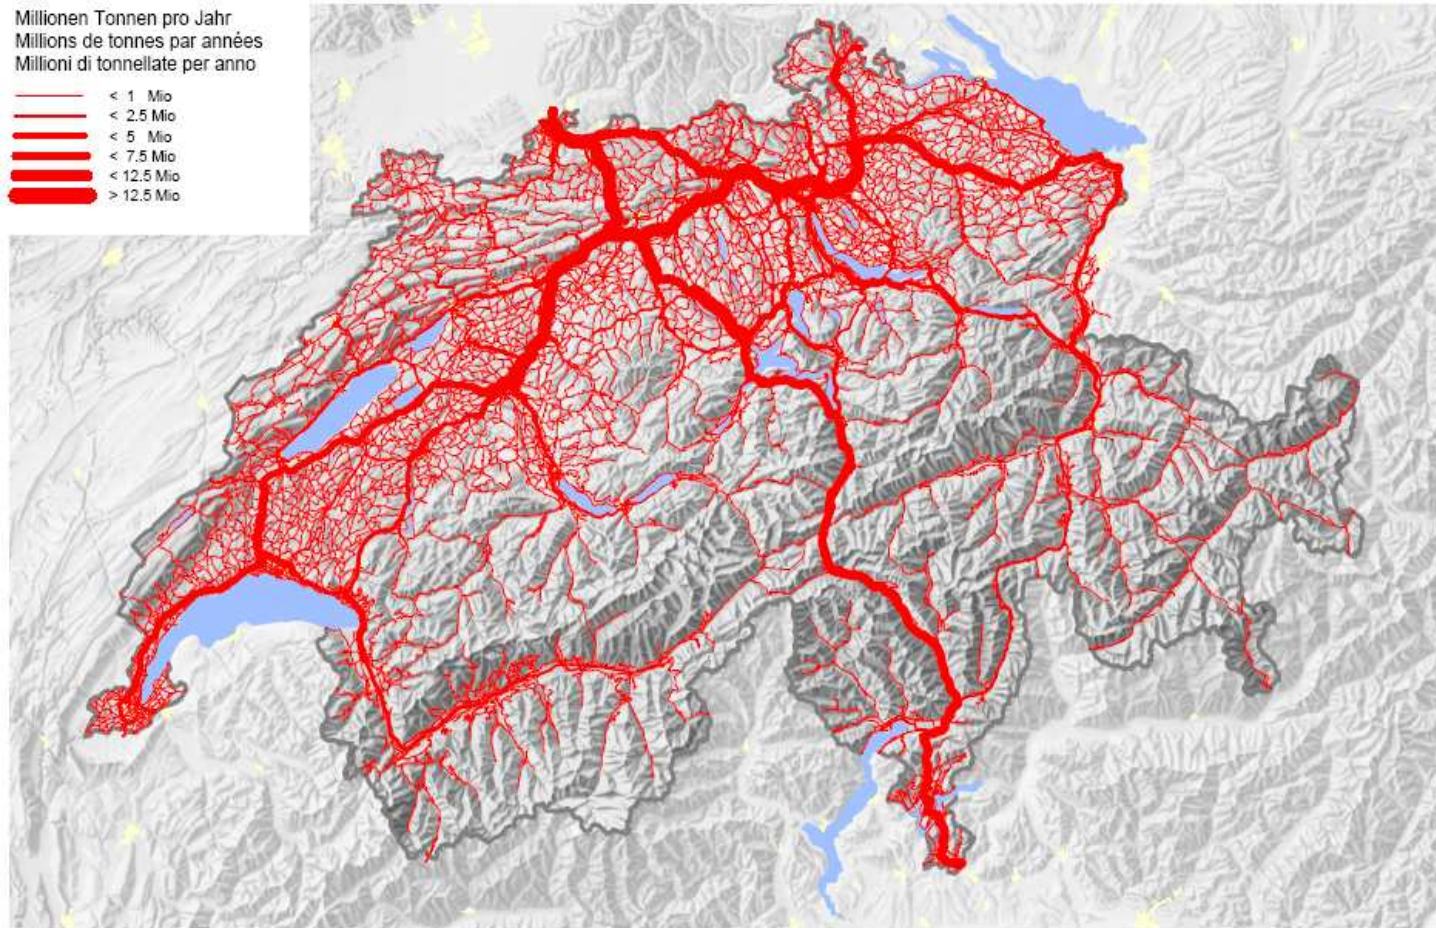 Millionen Tonnen pro Jahr
Millions de tonnes par années
Millioni di tonnellate per anno
< 1 Mio
< 2.5 Mio
< 5 Mio
< 7.5 Mio
< 12.5 Mio
> 12.5 Mio